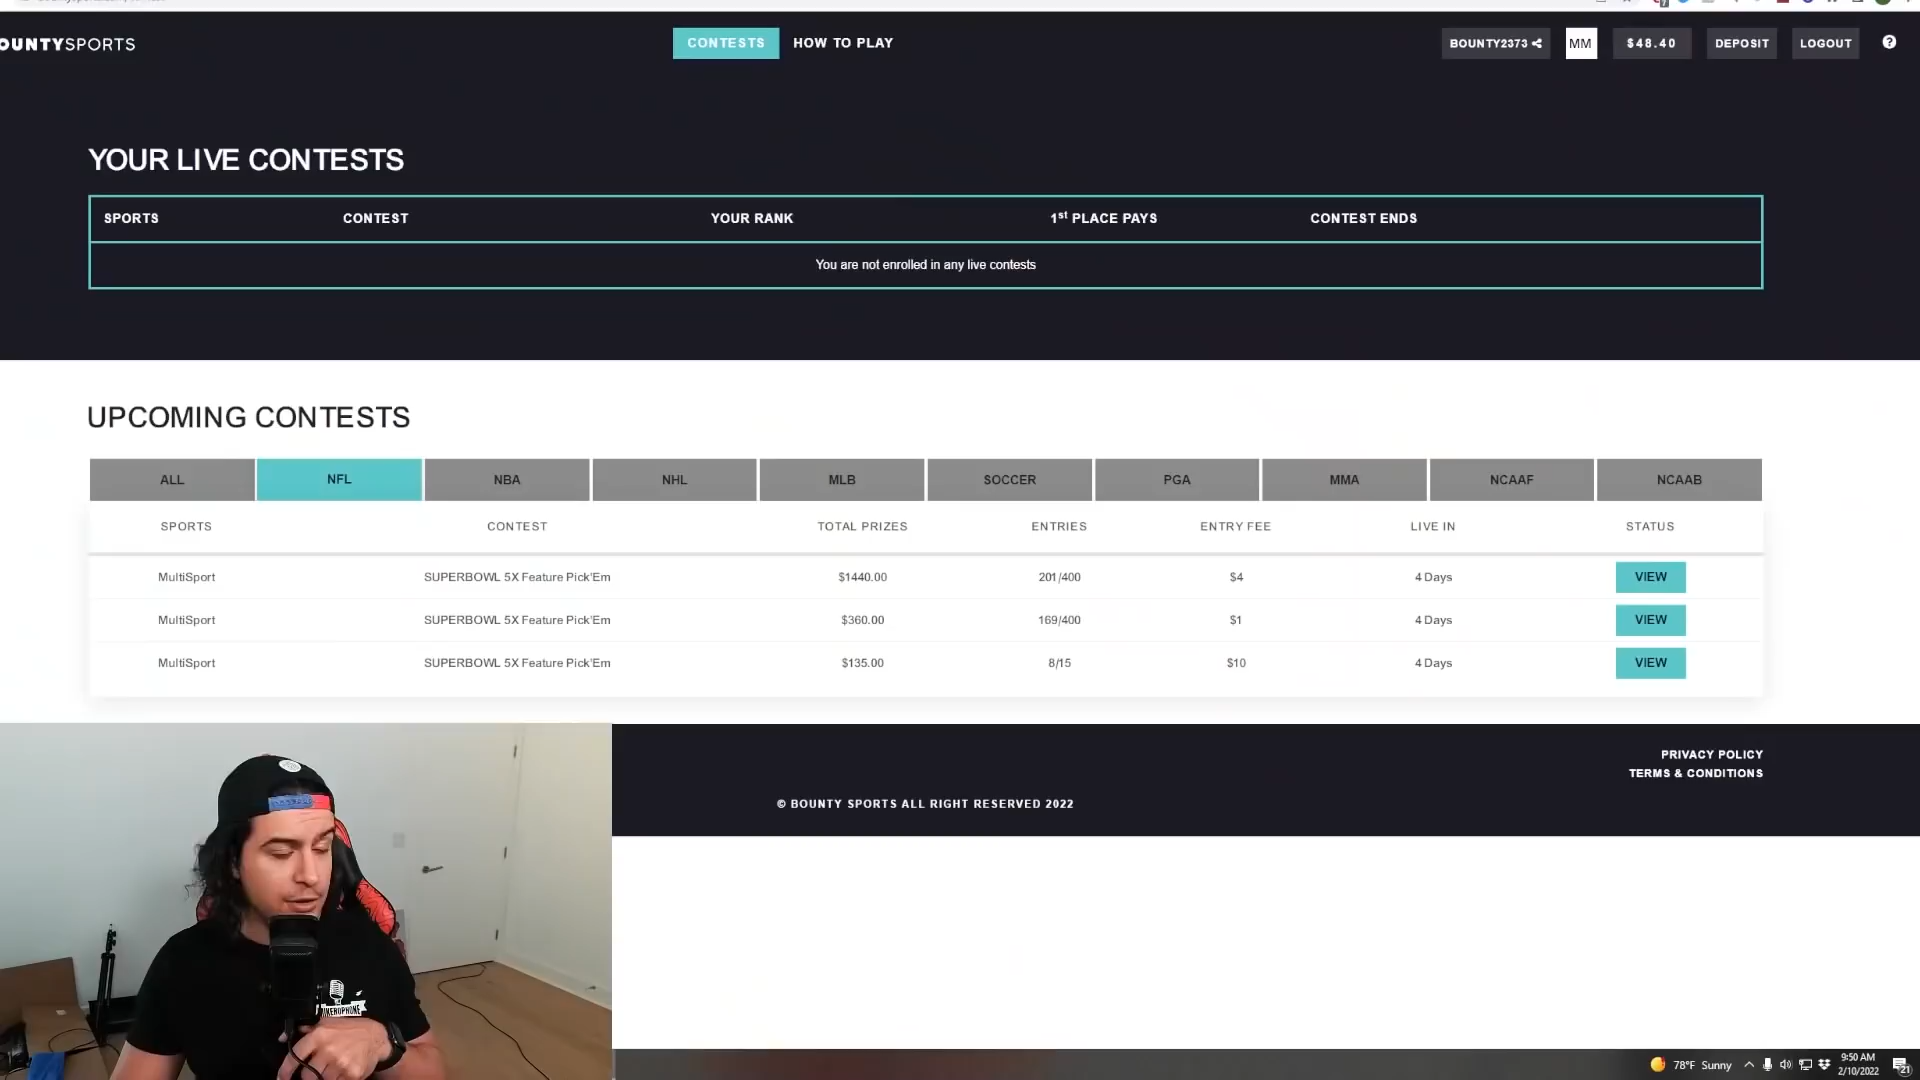 OUNTYSPORTS
CONTESTS HOW TO PLAY
BOUNTY2373 MM $48.40 DEPOSIT LOGOUT ?
YOUR LIVE CONTESTS
SPORTS CONTEST YOUR RANK 1st PLACE PAYS CONTEST ENDS
You are not enrolled in any live contests
UPCOMING CONTESTS
ALL NFL NBA NHL MLB SOCCER PGA MMA NCAAF NCAAB
SPORTS CONTEST TOTAL PRIZES ENTRIES ENTRY FEE LIVE IN STATUS
MultiSport SUPERBOWL 5X Feature Pick'Em $1440.00 201/400 $4 4 Days VIEW
MultiSport SUPERBOWL 5X Feature Pick'Em $360.00 169/400 $1 4 Days VIEW
MultiSport SUPERBOWL 5X Feature Pick'Em $135.00 8/15 $10 4 Days VIEW
PRIVACY POLICY
TERMS & CONDITIONS
© BOUNTY SPORTS ALL RIGHT RESERVED 2022
78°F Sunny
9:50 AM
2/10/2022
21